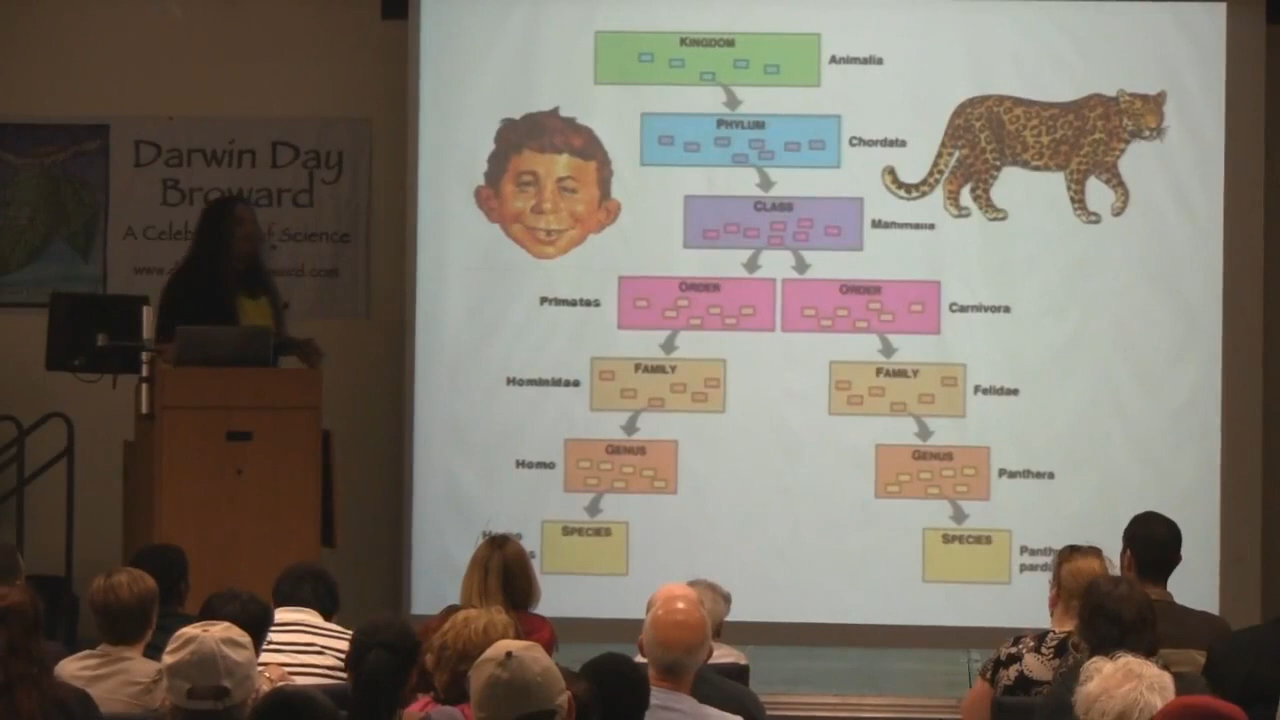 Darwin Day
Broward
A Celeb of Science
www.
KINGDOM
Animalia
PHYLUM
Chordata
CLASS
Mammalia
ORDER
ORDER
Primates
Carnivora
FAMILY
FAMILY
Hominidae
Felidae
GENUS
GENUS
Homo
Panthera
SPECIES
SPECIES